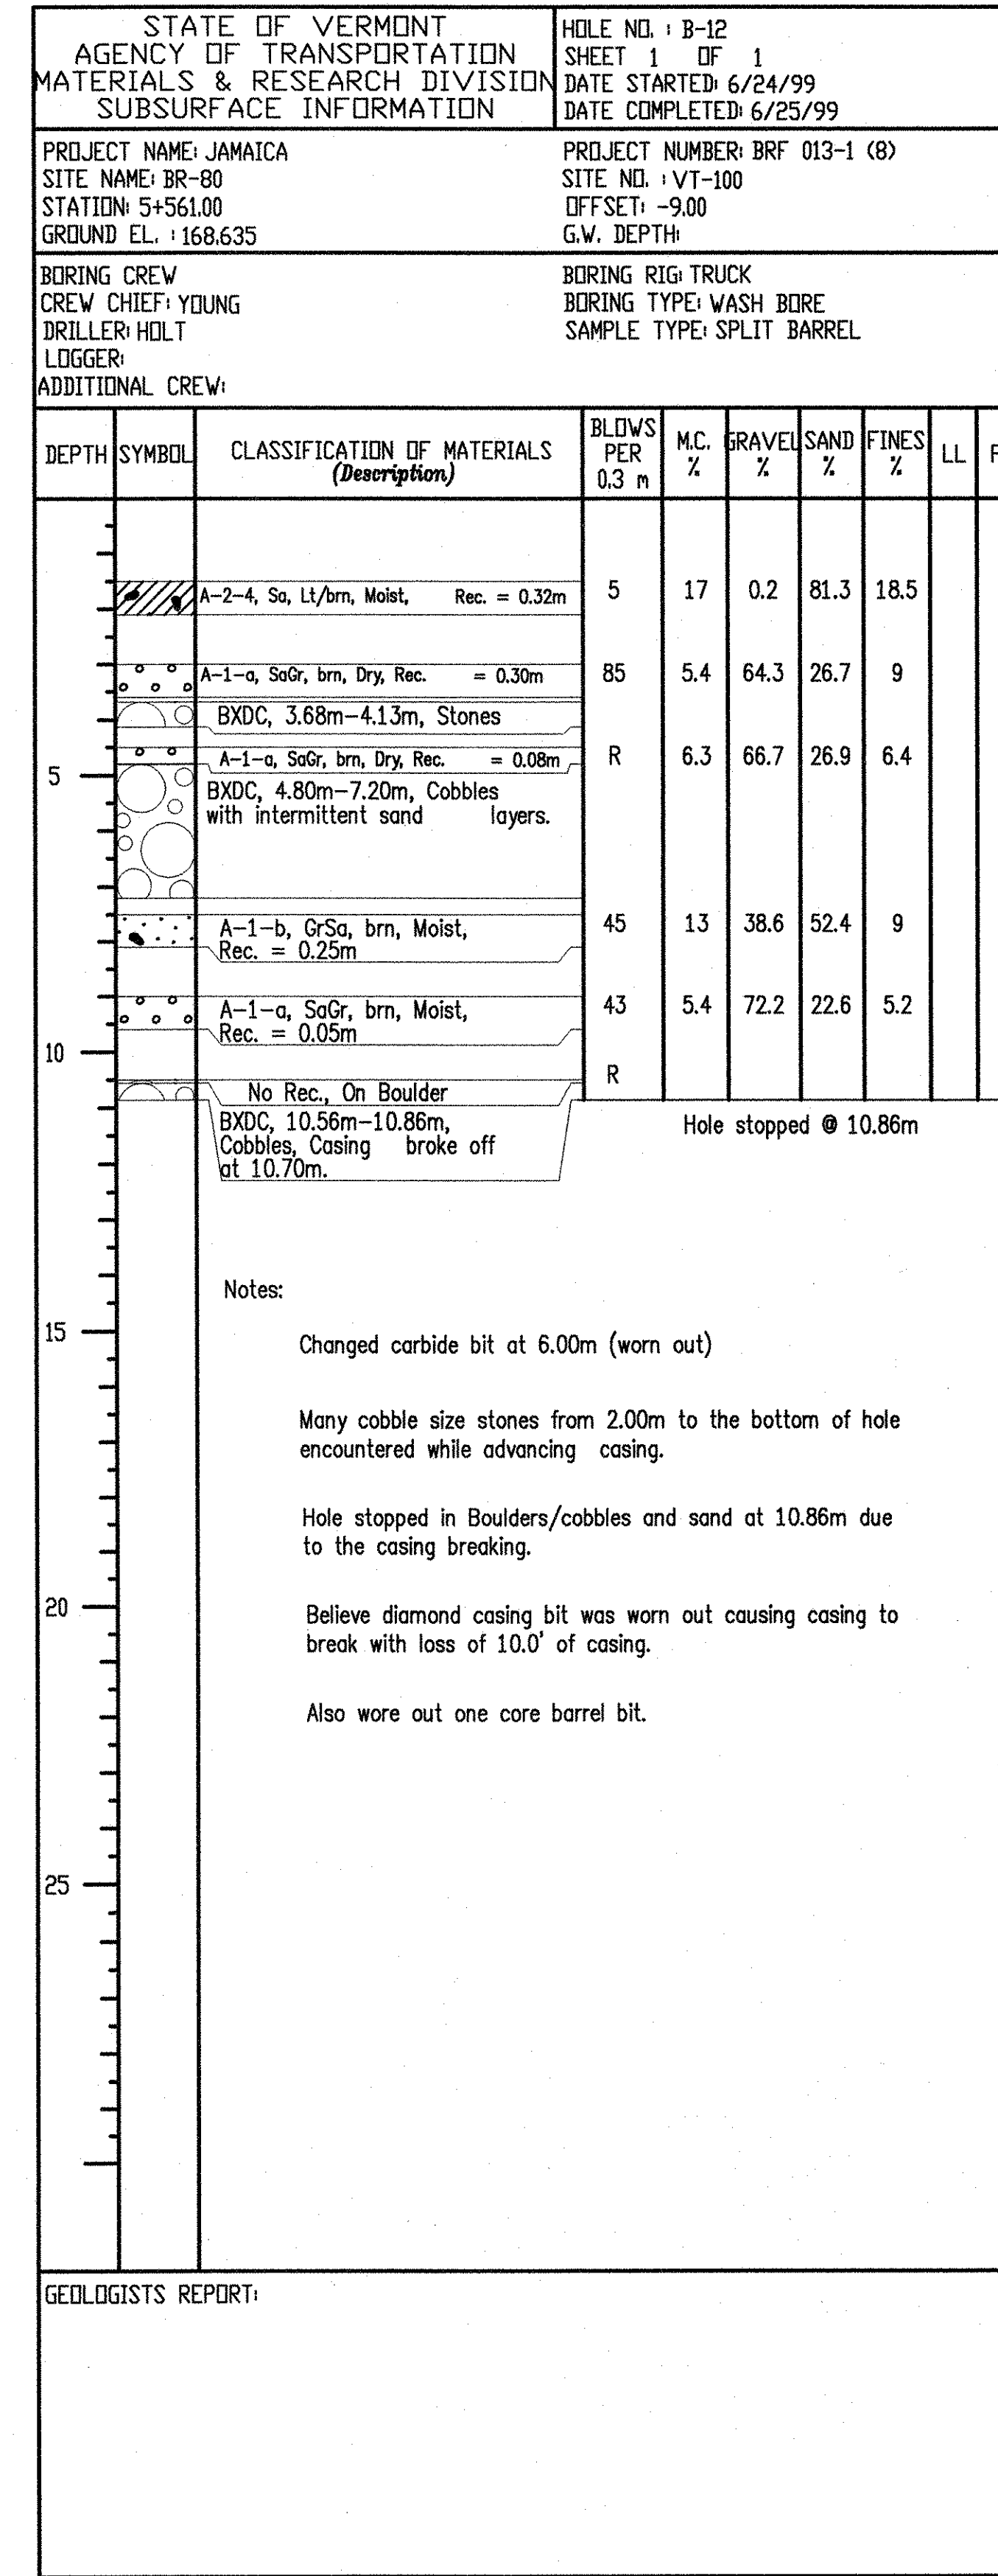 STATE OF VERMONT
AGENCY OF TRANSPORTATION
MATERIALS & RESEARCH DIVISION
SUBSURFACE INFORMATION
HOLE NO. : B-12
SHEET 1 OF 1
DATE STARTED: 6/24/99
DATE COMPLETED: 6/25/99
PROJECT NAME: JAMAICA
SITE NAME: BR-80
STATION: 5+561.00
GROUND EL. : 168.635
PROJECT NUMBER: BRF 013-1 (8)
SITE NO. : VT-100
OFFSET: -9.00
G.W. DEPTH:
BORING CREW
CREW CHIEF: YOUNG
DRILLER: HOLT
LOGGER:
ADDITIONAL CREW:
BORING RIG: TRUCK
BORING TYPE: WASH BORE
SAMPLE TYPE: SPLIT BARREL
DEPTH SYMBOL CLASSIFICATION OF MATERIALS (Description) BLOWS PER 0.3 m M.C. % GRAVEL % SAND % FINES % LL
A-2-4, Sa, Lt/brn, Moist, Rec. = 0.32m 5 17 0.2 81.3 18.5
A-1-a, SaGr, brn, Dry, Rec. = 0.30m 85 5.4 64.3 26.7 9
BXDC, 3.68m-4.13m, Stones
A-1-a, SaGr, brn, Dry, Rec. = 0.08m R 6.3 66.7 26.9 6.4
5
BXDC, 4.80m-7.20m, Cobbles
with intermittent sand layers.
A-1-b, GrSa, brn, Moist, 45 13 38.6 52.4 9
Rec. = 0.25m
A-1-a, SaGr, brn, Moist, 43 5.4 72.2 22.6 5.2
Rec. = 0.05m
10
R
No Rec., On Boulder
BXDC, 10.56m-10.86m,
Cobbles, Casing broke off
at 10.70m.
Hole stopped @ 10.86m
Notes:
15
Changed carbide bit at 6.00m (worn out)
Many cobble size stones from 2.00m to the bottom of hole
encountered while advancing casing.
Hole stopped in Boulders/cobbles and sand at 10.86m due
to the casing breaking.
20
Believe diamond casing bit was worn out causing casing to
break with loss of 10.0' of casing.
Also wore out one core barrel bit.
25
GEOLOGISTS REPORT: